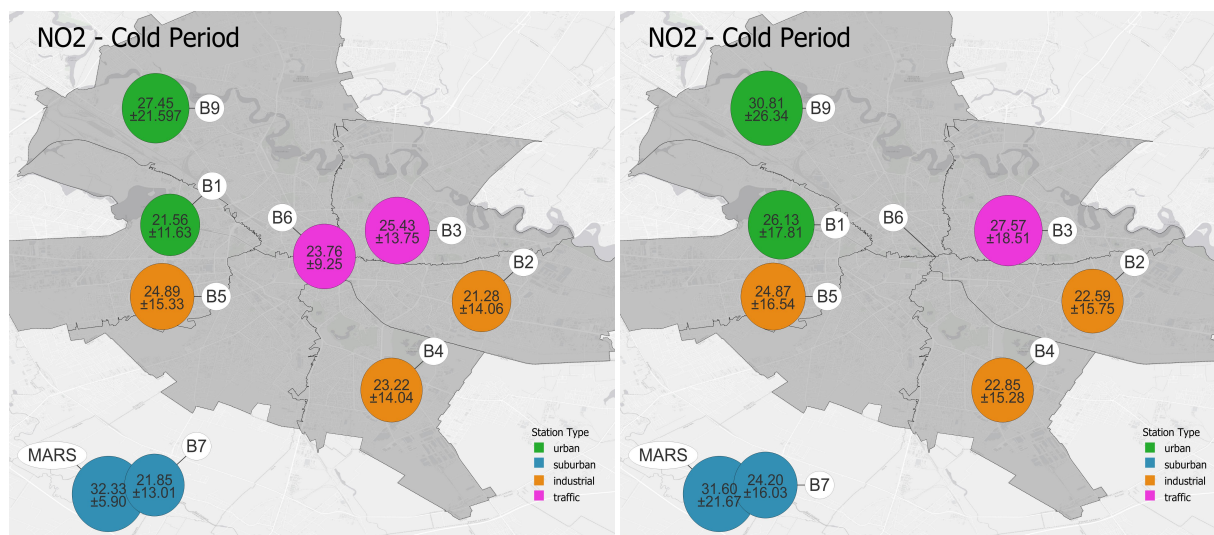 NO2 - Cold Period
27.45
±21.597
B9
B1
21.56
±11.63
B6
25.43
±13.75
B3
23.76
±9.25
B2
24.89
±15.33
B5
21.28
±14.06
B4
23.22
±14.04
MARS
B7
32.33
±5.90
21.85
±13.01
Station Type
urban
suburban
industrial
traffic
NO2 - Cold Period
30.81
±26.34
B9
26.13
±17.81
B1
B6
27.57
±18.51
B3
B2
24.87
±16.54
B5
22.59
±15.75
B4
22.85
±15.28
MARS
31.60
±21.67
24.20
±16.03
B7
Station Type
urban
suburban
industrial
traffic